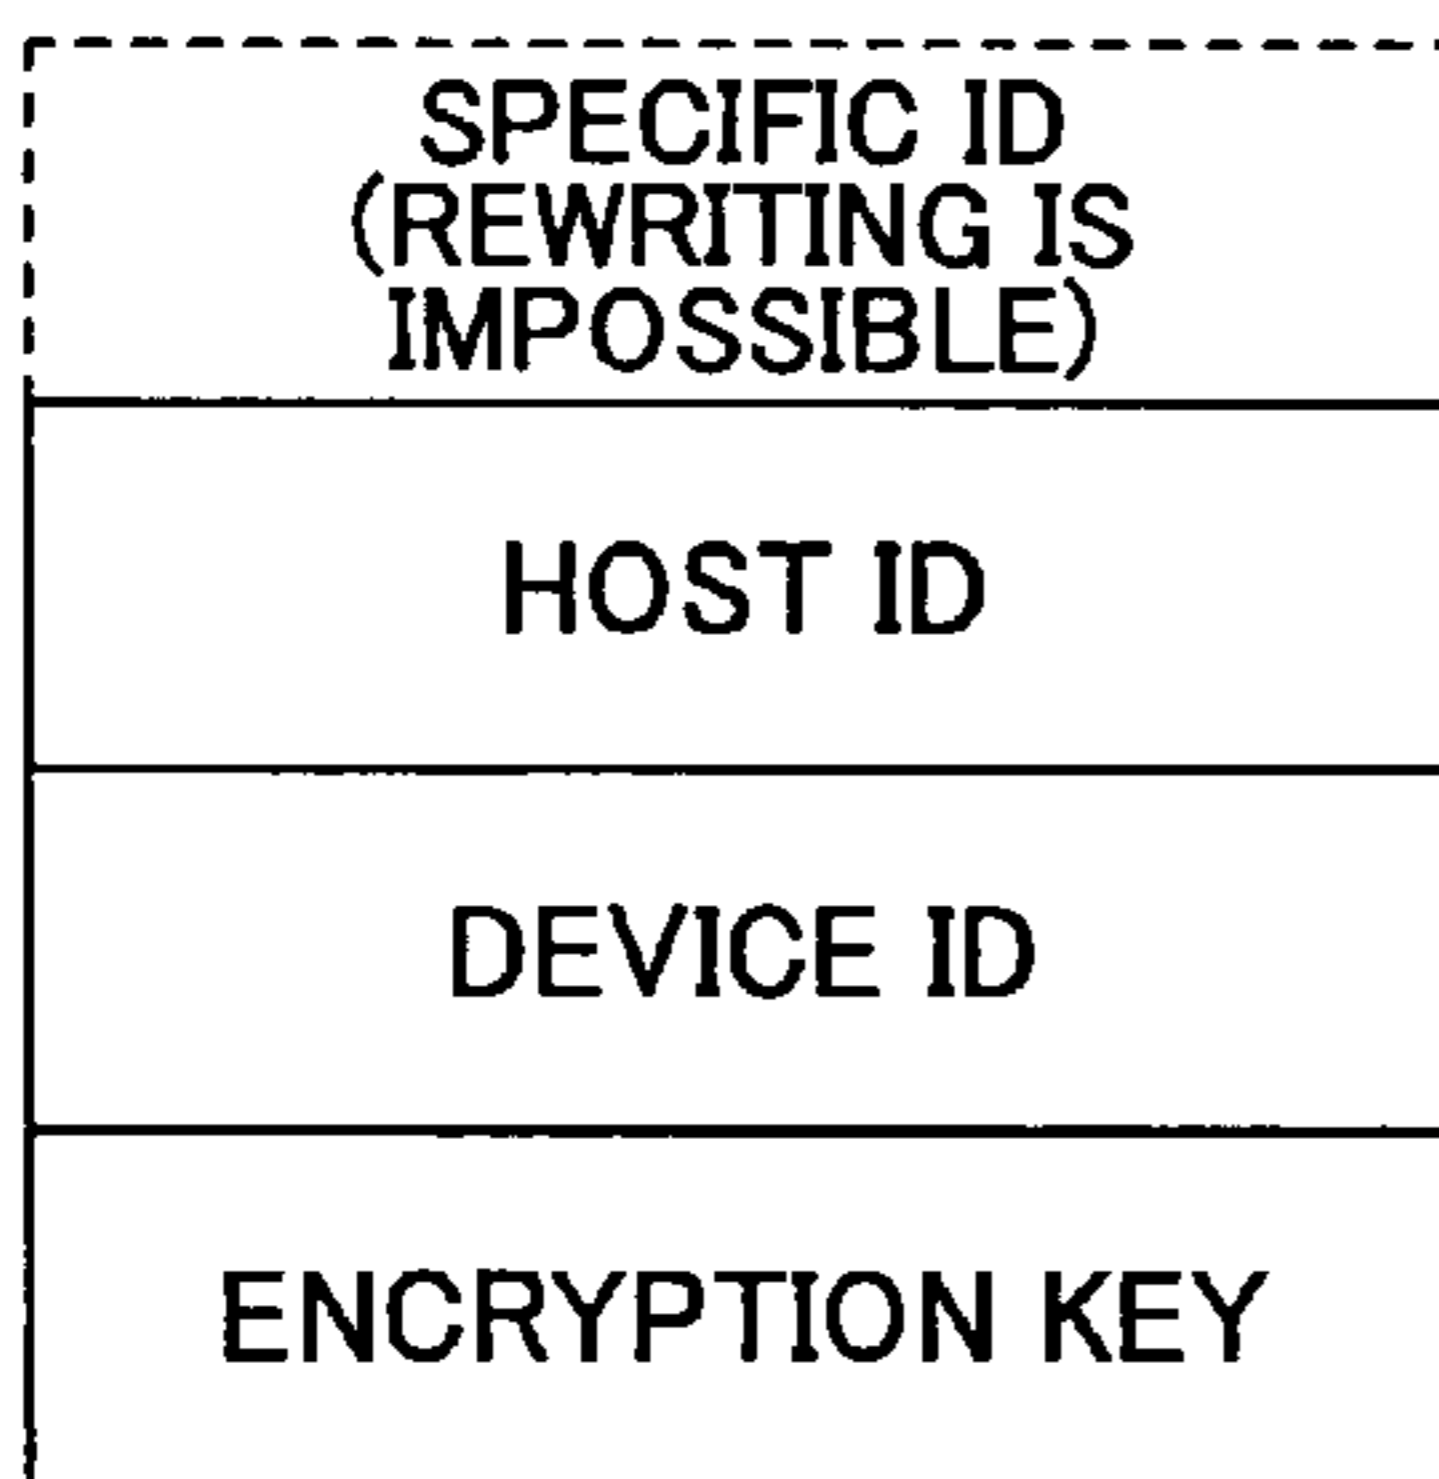 SPECIFIC ID
(REWRITING IS
IMPOSSIBLE)
HOST ID
DEVICE ID
ENCRYPTION KEY